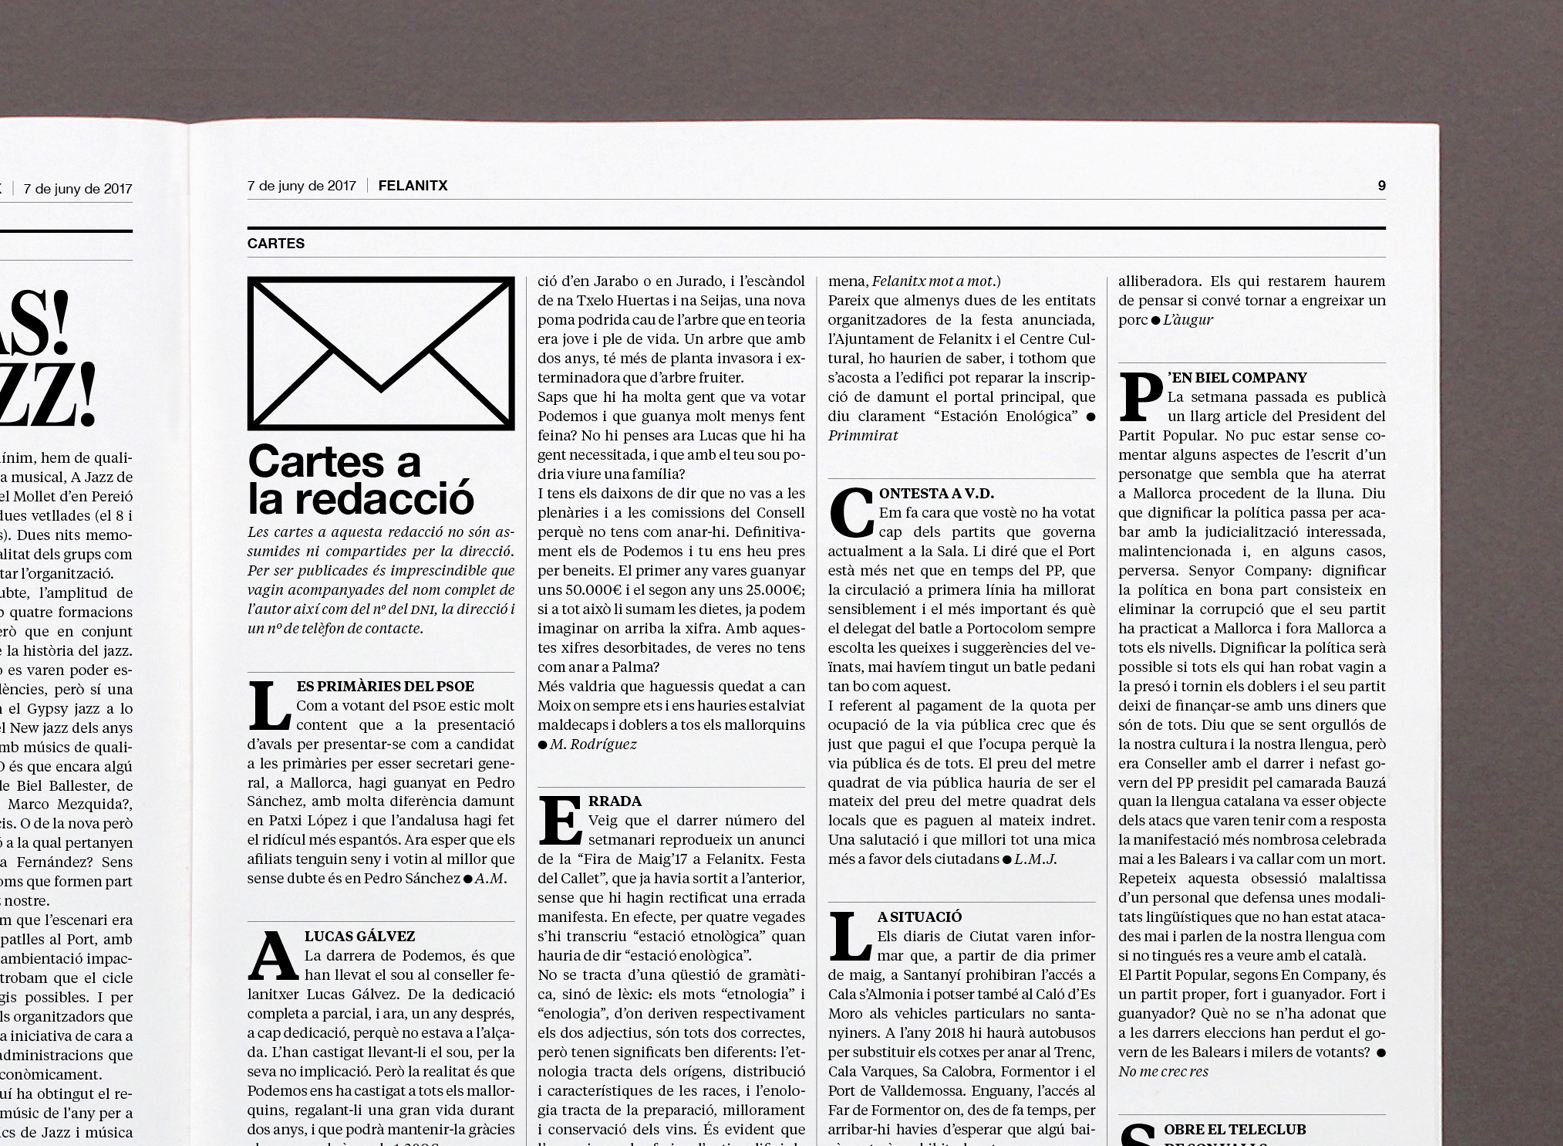 7 de juny de 2017
AS!
ZZ!
ínim, hem de quali-
a musical, A Jazz de
el Mollet d’en Pereió
dues vetllades (el 8 i
s). Dues nits memo-
alitat dels grups com
tar l’organització.
ubte, l’amplitud de
o quatre formacions
erò que en conjunt
e la història del jazz.
o es varen poder es-
dències, però sí una
n el Gypsy jazz a lo
el New jazz dels anys
mb músics de quali-
O és que encara algú
de Biel Ballester, de
Marco Mezquida?,
cis. O de la nova però
ó a la qual pertanyen
a Fernández? Sens
oms que formen part
t nostre.
m que l’escenari era
patlles al Port, amb
ambientació impac-
trobam que el cicle
gis possibles. I per
ls organitzadors que
a iniciativa de cara a
administracions que
conòmicament.
uí ha obtingut el re-
músic de l’any per a
ics de Jazz i música
7 de juny de 2017 | FELANITX
9
CARTES
Cartes a
la redacció
Les cartes a aquesta redacció no són as-
sumides ni compartides per la direcció.
Per ser publicades és imprescindible que
vagin acompanyades del nom complet de
l’autor així com del nº del DNI, la direcció i
un nº de telèfon de contacte.
LES PRIMÀRIES DEL PSOE
Com a votant del PSOE estic molt
content que a la presentació
d’avals per presentar-se com a candidat
a les primàries per esser secretari gene-
ral, a Mallorca, hagi guanyat en Pedro
Sánchez, amb molta diferència damunt
en Patxi López i que l’andalusa hagi fet
el ridícul més espantós. Ara esper que els
afiliats tenguin seny i votin al millor que
sense dubte és en Pedro Sánchez ● A.M.
A LUCAS GÁLVEZ
La darrera de Podemos, és que
han llevat el sou al conseller fe-
lanitxer Lucas Gálvez. De la dedicació
completa a parcial, i ara, un any després,
a cap dedicació, perquè no estava a l’alça-
da. L’han castigat llevant-li el sou, per la
seva no implicació. Però la realitat és que
Podemos ens ha castigat a tots els mallor-
quins, regalant-li una gran vida durant
dos anys, i que podrà mantenir-la gràcies
ció d’en Jarabo o en Jurado, i l’escàndol
de na Txelo Huertas i na Seijas, una nova
poma podrida cau de l’arbre que en teoria
era jove i ple de vida. Un arbre que amb
dos anys, té més de planta invasora i ex-
terminadora que d’arbre fruiter.
Saps que hi ha molta gent que va votar
Podemos i que guanya molt menys fent
feina? No hi penses ara Lucas que hi ha
gent necessitada, i que amb el teu sou po-
dria viure una família?
I tens els daixons de dir que no vas a les
plenàries i a les comissions del Consell
perquè no tens com anar-hi. Definitiva-
ment els de Podemos i tu ens heu pres
per beneits. El primer any vares guanyar
uns 50.000€ i el segon any uns 25.000€;
si a tot això li sumam les dietes, ja podem
imaginar on arriba la xifra. Amb aques-
tes xifres desorbitades, de veres no tens
com anar a Palma?
Més valdria que haguessis quedat a can
Moix on sempre ets i ens hauries estalviat
maldecaps i doblers a tos els mallorquins
● M. Rodríguez
ERRADA
Veig que el darrer número del
setmanari reprodueix un anunci
de la “Fira de Maig’17 a Felanitx. Festa
del Callet”, que ja havia sortit a l’anterior,
sense que hi hagin rectificat una errada
manifesta. En efecte, per quatre vegades
s’hi transcriu “estació etnològica” quan
hauria de dir “estació enològica”.
No se tracta d’una qüestió de gramàti-
ca, sinó de lèxic: els mots “etnologia” i
“enologia”, d’on deriven respectivament
els dos adjectius, són tots dos correctes,
però tenen significats ben diferents: l’et-
nologia tracta dels orígens, distribució
i característiques de les races, i l’enolo-
gia tracta de la preparació, millorament
i conservació dels vins. És evident que
mena, Felanitx mot a mot.)
Pareix que almenys dues de les entitats
organitzadores de la festa anunciada,
l’Ajuntament de Felanitx i el Centre Cul-
tural, ho haurien de saber, i tothom que
s’acosta a l’edifici pot reparar la inscrip-
ció de damunt el portal principal, que
diu clarament “Estación Enológica” ●
Primmirat
CONTESTA A V.D.
Em fa cara que vostè no ha votat
cap dels partits que governa
actualment a la Sala. Li diré que el Port
està més net que en temps del PP, que
la circulació a primera línia ha millorat
sensiblement i el més important és què
el delegat del batle a Portocolom sempre
escolta les queixes i suggerències del ve-
ïnats, mai havíem tingut un batle pedani
tan bo com aquest.
I referent al pagament de la quota per
ocupació de la via pública crec que és
just que pagui el que l’ocupa perquè la
via pública és de tots. El preu del metre
quadrat de via pública hauria de ser el
mateix del preu del metre quadrat dels
locals que es paguen al mateix indret.
Una salutació i que millori tot una mica
més a favor dels ciutadans ● L.M.J.
LA SITUACIÓ
Els diaris de Ciutat varen infor-
mar que, a partir de dia primer
de maig, a Santanyí prohibiran l’accés a
Cala s’Almonia i potser també al Caló d’Es
Moro als vehicles particulars no santa-
nyiners. A l’any 2018 hi haurà autobusos
per substituir els cotxes per anar al Trenc,
Cala Varques, Sa Calobra, Formentor i el
Port de Valldemossa. Enguany, l’accés al
Far de Formentor on, des de fa temps, per
arribar-hi havies d’esperar que algú bai-
alliberadora. Els qui restarem haurem
de pensar si convé tornar a engreixar un
porc ● L’àugur
P’EN BIEL COMPANY
La setmana passada es publicà
un llarg article del President del
Partit Popular. No puc estar sense co-
mentar alguns aspectes de l’escrit d’un
personatge que sembla que ha aterrat
a Mallorca procedent de la lluna. Diu
que dignificar la política passa per aca-
bar amb la judicialització interessada,
malintencionada i, en alguns casos,
perversa. Senyor Company: dignificar
la política en bona part consisteix en
eliminar la corrupció que el seu partit
ha practicat a Mallorca i fora Mallorca a
tots els nivells. Dignificar la política serà
possible si tots els qui han robat vagin a
la presó i tornin els doblers i el seu partit
deixi de finançar-se amb uns diners que
són de tots. Diu que se sent orgullós de
la nostra cultura i la nostra llengua, però
era Conseller amb el darrer i nefast go-
vern del PP presidit pel camarada Bauzá
quan la llengua catalana va esser objecte
dels atacs que varen tenir com a resposta
la manifestació més nombrosa celebrada
mai a les Balears i va callar com un mort.
Repeteix aquesta obsessió malaltissa
d’un personal que defensa unes modali-
tats lingüístiques que no han estat ataca-
des mai i parlen de la nostra llengua com
si no tingués res a veure amb el català.
El Partit Popular, segons En Company, és
un partit proper, fort i guanyador. Fort i
guanyador? Què no se n’ha adonat que
a les darrers eleccions han perdut el go-
vern de les Balears i milers de votants? ●
No me crec res
SOBRE EL TELECLUB